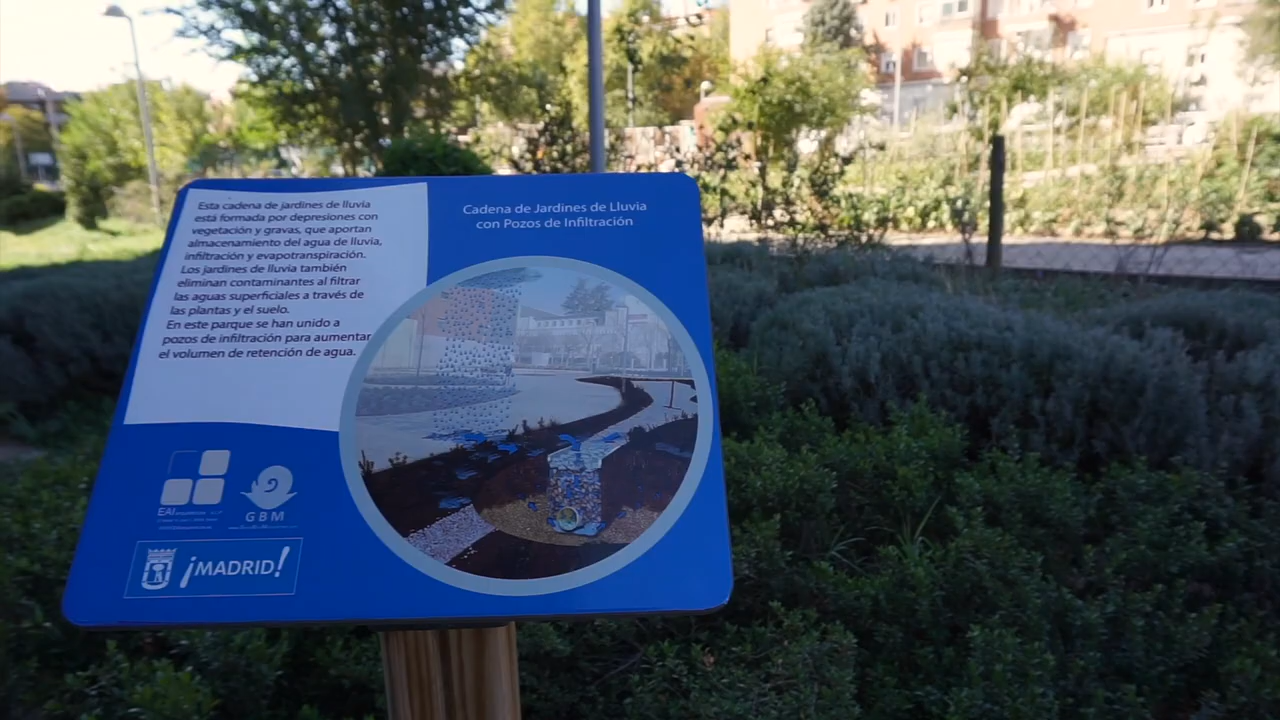 Esta cadena de jardines de lluvia
está formada por depresiones con
vegetación y gravas, que aportan
almacenamiento del agua de lluvia,
infiltración y evapotranspiración.
Los jardines de lluvia también
eliminan contaminantes al filtrar
las aguas superficiales a través de
las plantas y el suelo.
En este parque se han unido a
pozos de infiltración para aumentar
el volumen de retención de agua.
Cadena de Jardines de Lluvia
con Pozos de Infiltración
EAI
GBM
¡MADRID!